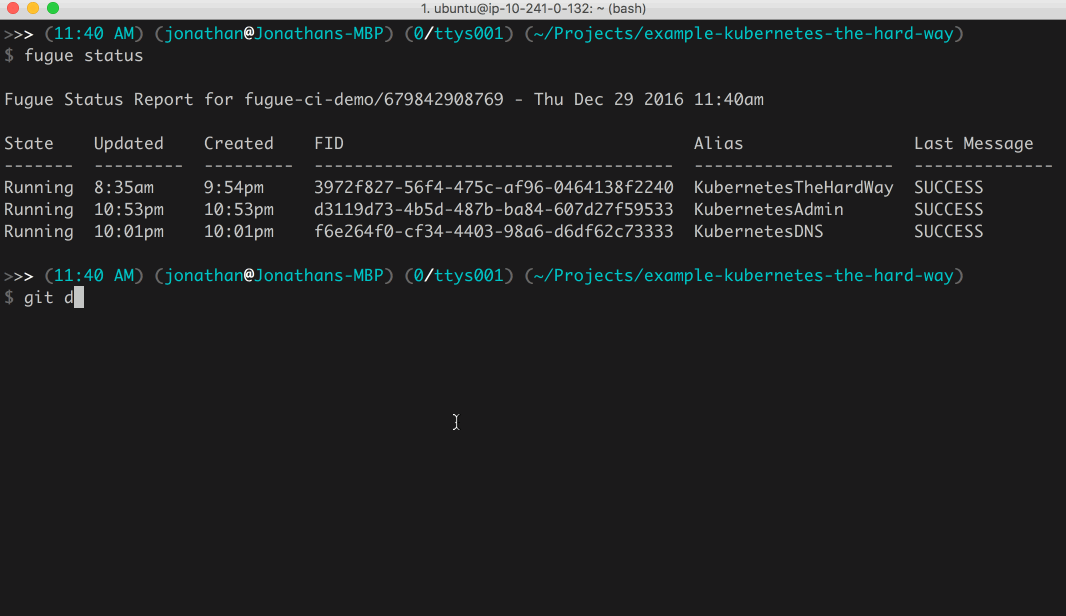 1. ubuntu@ip-10-241-0-132: ~ (bash)
>>> (11:40 AM) (jonathan@Jonathans-MBP) (0/ttys001) (~/Projects/example-kubernetes-the-hard-way)
$ fugue status
Fugue Status Report for fugue-ci-demo/679842908769 - Thu Dec 29 2016 11:40am
State Updated Created FID Alias Last Message
------- --------- --------- ------------------------------------ -------------------- --------------
Running 8:35am 9:54pm 3972f827-56f4-475c-af96-0464138f2240 KubernetesTheHardWay SUCCESS
Running 10:53pm 10:53pm d3119d73-4b5d-487b-ba84-607d27f59533 KubernetesAdmin SUCCESS
Running 10:01pm 10:01pm f6e264f0-cf34-4403-98a6-d6df62c73333 KubernetesDNS SUCCESS
>>> (11:40 AM) (jonathan@Jonathans-MBP) (0/ttys001) (~/Projects/example-kubernetes-the-hard-way)
$ git d